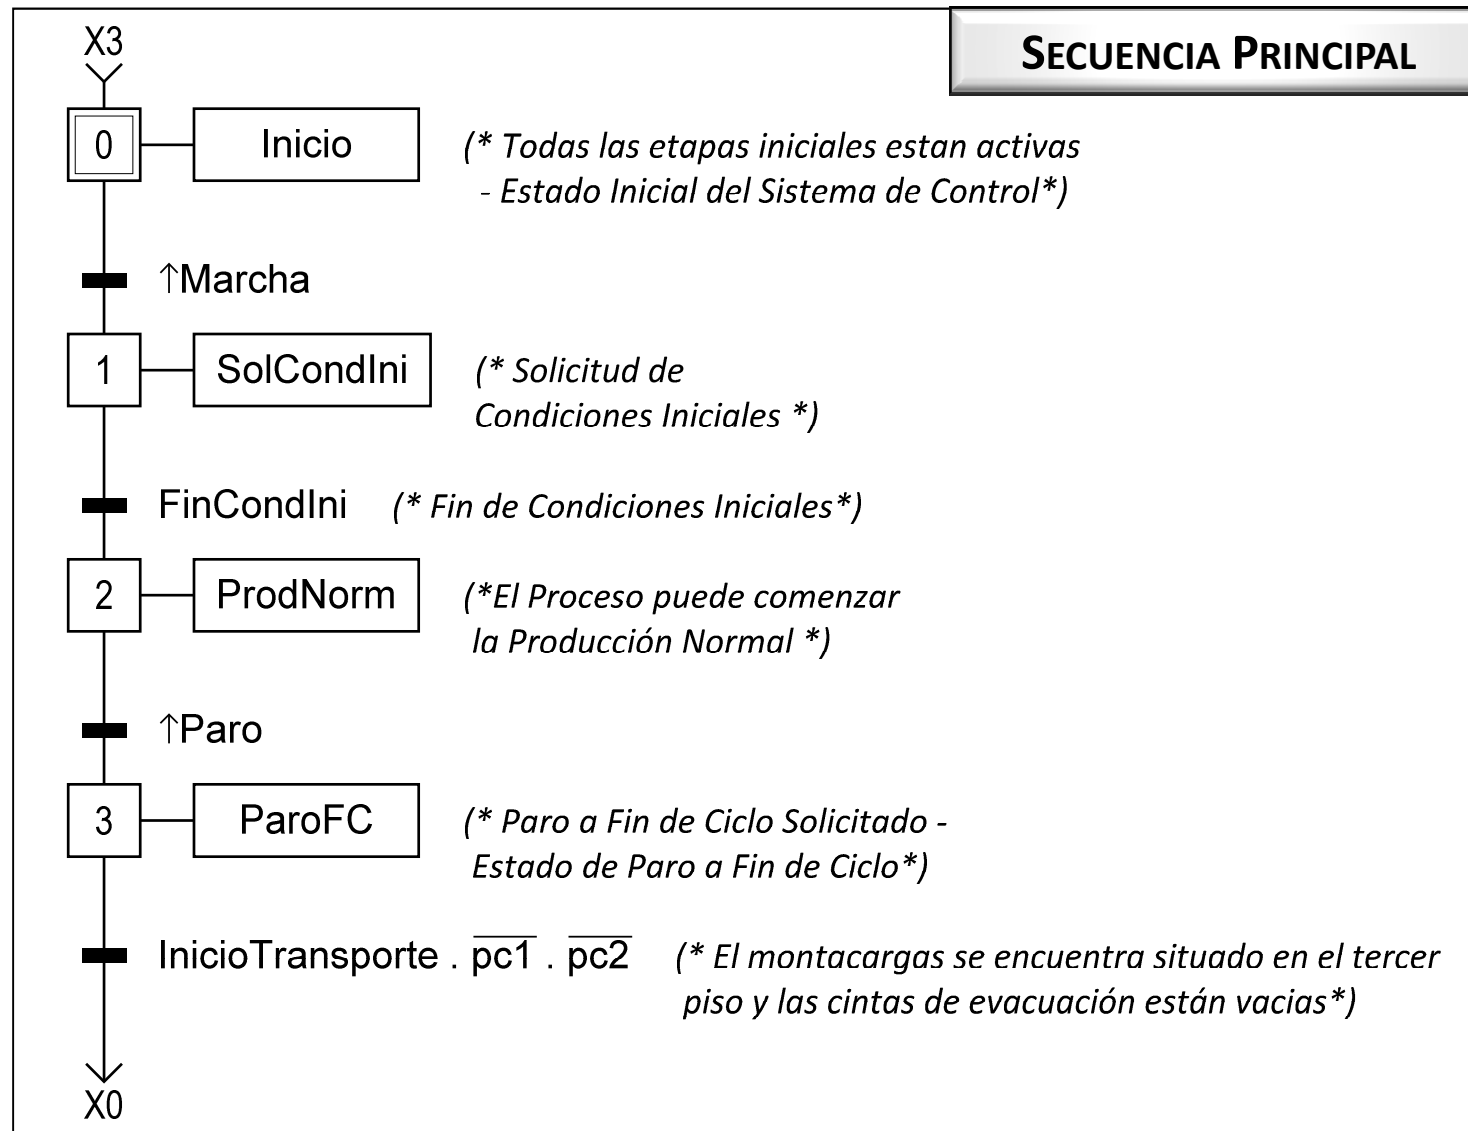 SECUENCIA PRINCIPAL
X3
0 Inicio (* Todas las etapas iniciales estan activas
- Estado Inicial del Sistema de Control*)
↑Marcha
1 SolCondIni (* Solicitud de
Condiciones Iniciales *)
FinCondIni (* Fin de Condiciones Iniciales*)
2 ProdNorm (*El Proceso puede comenzar
la Producción Normal *)
↑Paro
3 ParoFC (* Paro a Fin de Ciclo Solicitado -
Estado de Paro a Fin de Ciclo*)
InicioTransporte . p̅c̅1̅ . p̅c̅2̅ (* El montacargas se encuentra situado en el tercer
piso y las cintas de evacuación están vacias*)
X0